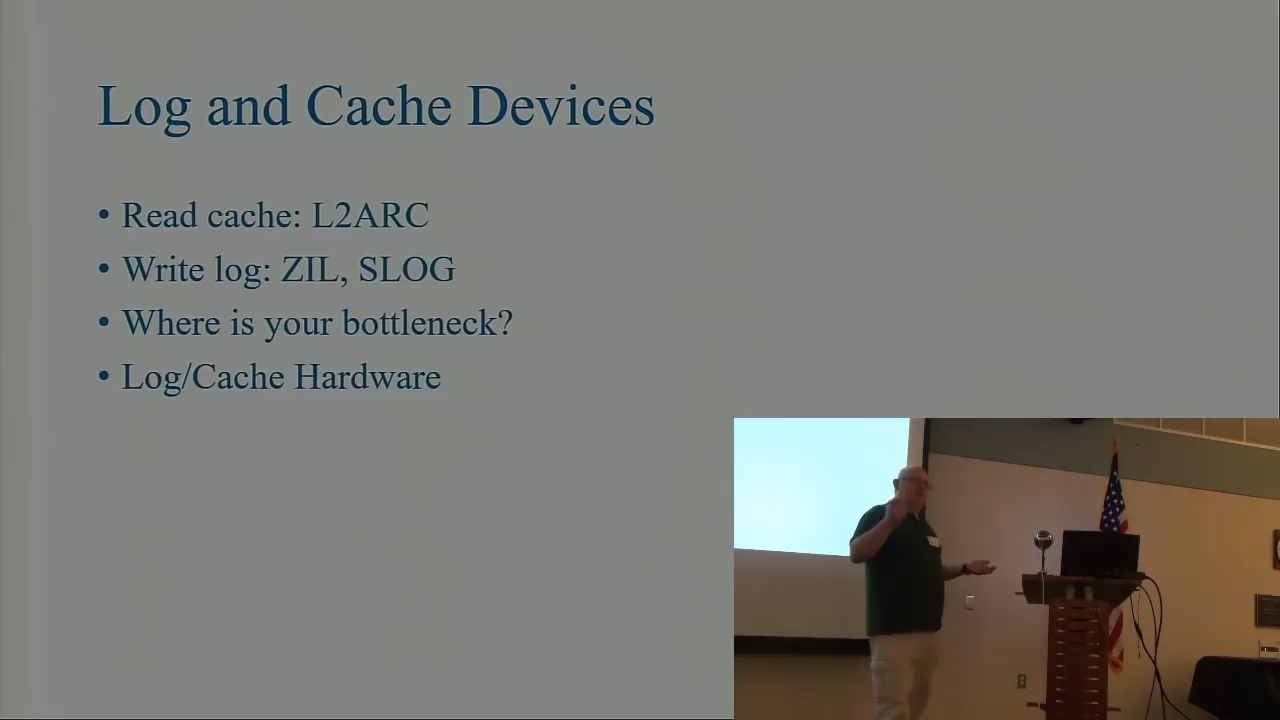 Log and Cache Devices
• Read cache: L2ARC
• Write log: ZIL, SLOG
• Where is your bottleneck?
• Log/Cache Hardware